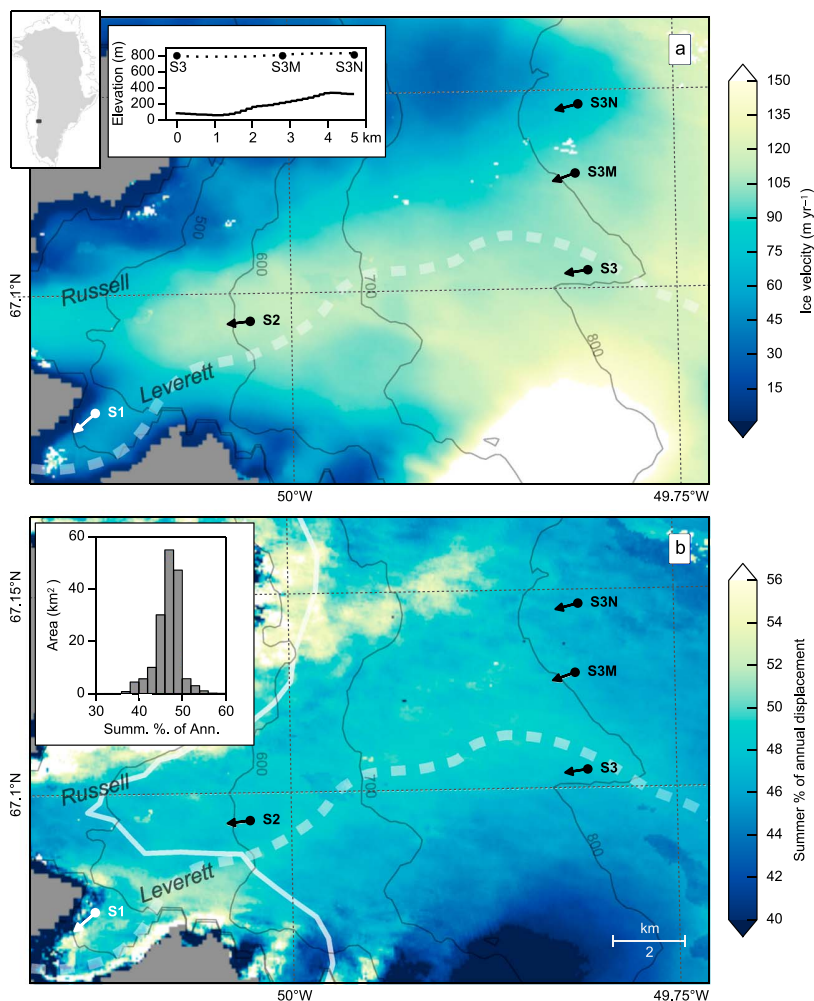 a
Elevation (m)
800
600
400
200
0
S3
S3M
S3N
0
1
2
3
4
5 km
S3N
S3M
S3
S2
S1
500
600
700
800
Russell
Leverett
67.1°N
50°W
49.75°W
150
135
120
105
90
75
60
45
30
15
Ice velocity (m yr−1)
b
Area (km2)
60
40
20
0
30
40
50
60
Summ. %. of Ann.
S3N
S3M
S3
S2
S1
600
700
800
Russell
Leverett
67.15°N
67.1°N
50°W
49.75°W
km
2
56
54
52
50
48
46
44
42
40
Summer % of annual displacement